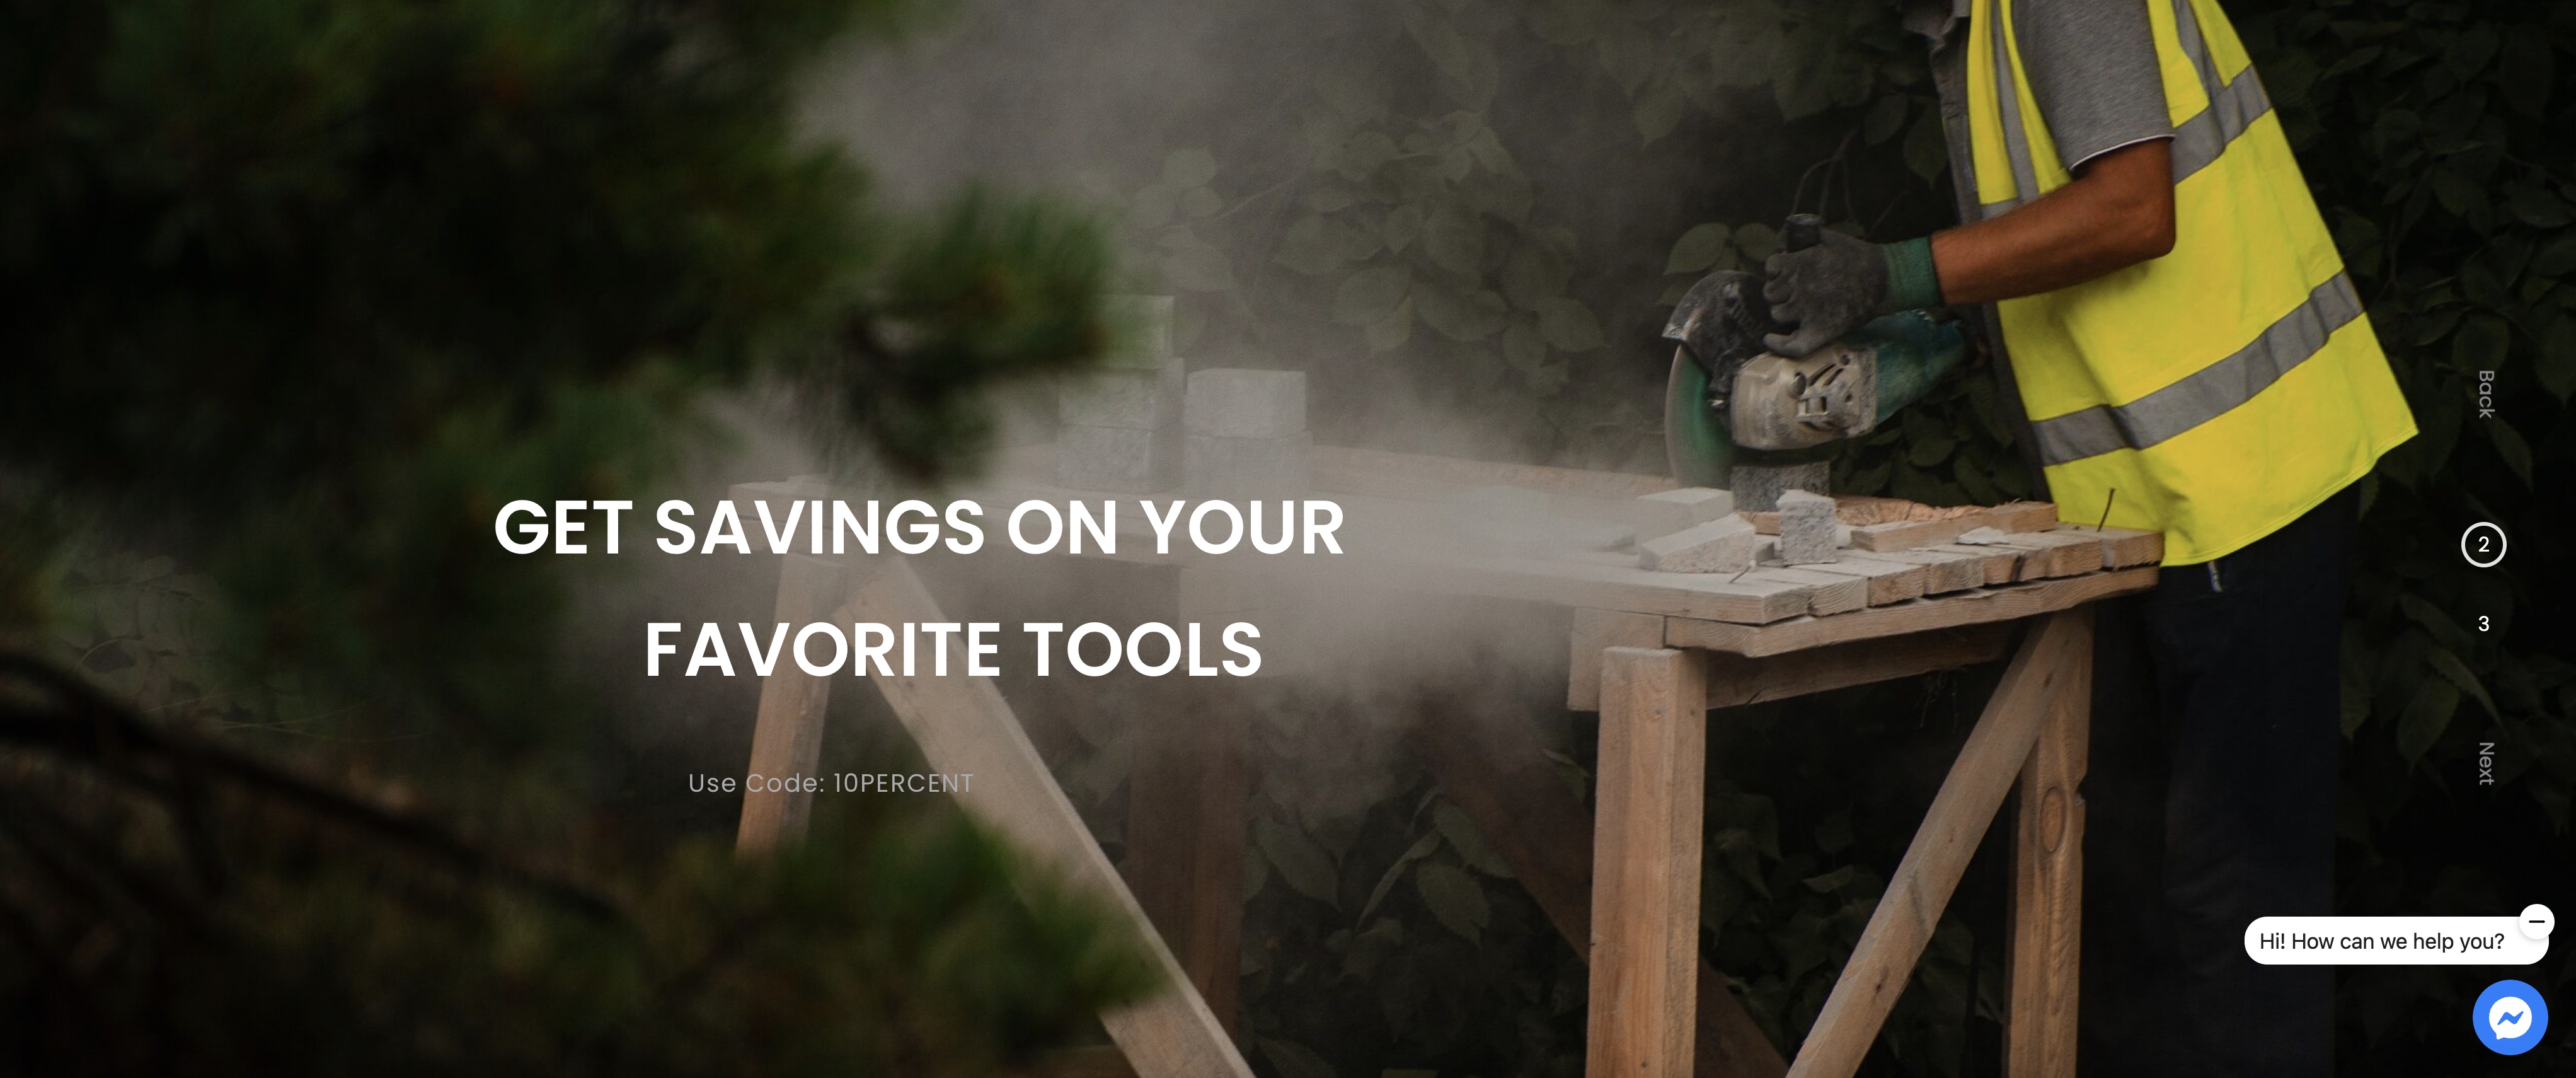 GET SAVINGS ON YOUR
FAVORITE TOOLS
Use Code: 10PERCENT
Back
2
3
Next
Hi! How can we help you?